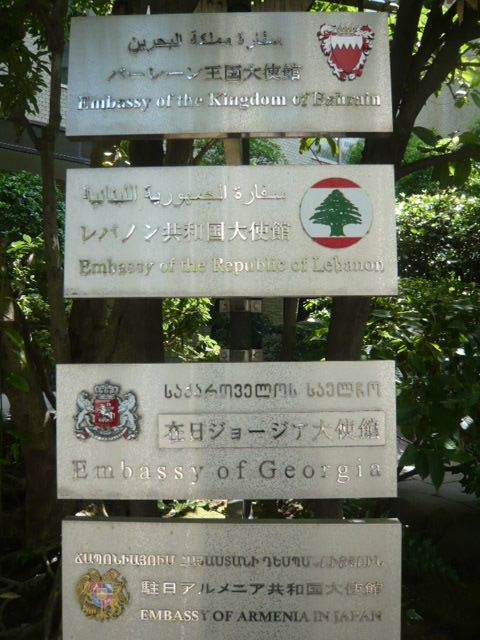 سفارة مملكة البحرين
バーレーン王国大使館
Embassy of the Kingdom of Bahrain
سفارة الجمهورية اللبنانية
レバノン共和国大使館
Embassy of the Republic of Lebanon
საქართველოს საელჩო
在日ジョージア大使館
Embassy of Georgia
ՃԱՊՈՆԻԱՅՈՒՄ ՀԱՅԱՍՏԱՆԻ ԴԵՍՊԱՆՈՒԹՅՈՒՆ
駐日アルメニア共和国大使館
EMBASSY OF ARMENIA IN JAPAN